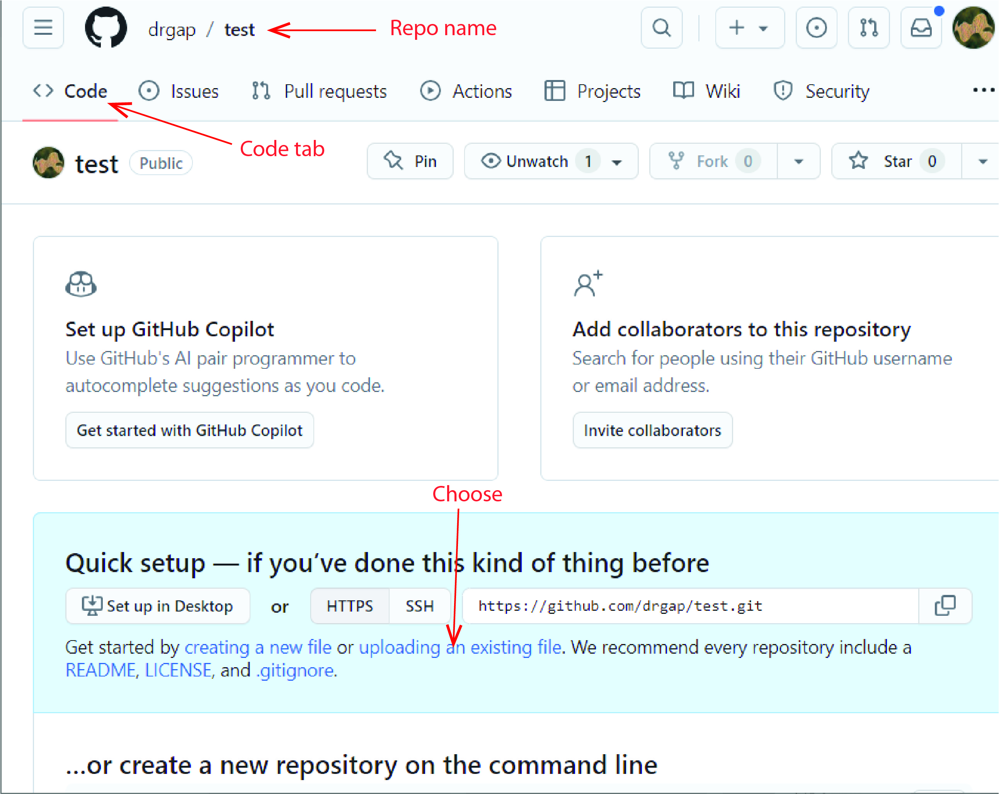 drgap / test
Repo name
Code
Issues
Pull requests
Actions
Projects
Wiki
Security
Code tab
test
Public
Pin
Unwatch 1
Fork 0
Star 0
Set up GitHub Copilot
Use GitHub's AI pair programmer to
autocomplete suggestions as you code.
Get started with GitHub Copilot
Add collaborators to this repository
Search for people using their GitHub username
or email address.
Invite collaborators
Choose
Quick setup — if you’ve done this kind of thing before
Set up in Desktop
or
HTTPS
SSH
https://github.com/drgap/test.git
Get started by creating a new file or uploading an existing file. We recommend every repository include a
README, LICENSE, and .gitignore.
...or create a new repository on the command line